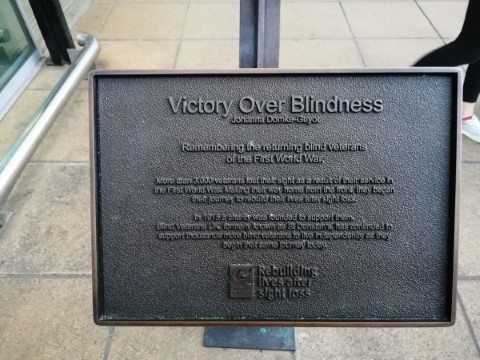 Victory Over Blindness
Johanna Domke-Guyot
Remembering the returning blind veterans
of the First World War.
More than 3,000 veterans lost their sight as a result of their service in
the First World War. Making their way home from the front, they began
their journey to rebuild their lives after sight loss.
In 1915 a charity was founded to support them.
Blind Veterans UK, formerly known as St Dunstan's, has continued to
support thousands more blind veterans to live independently as they
began that same journey today.
Rebuilding
lives after
sight loss